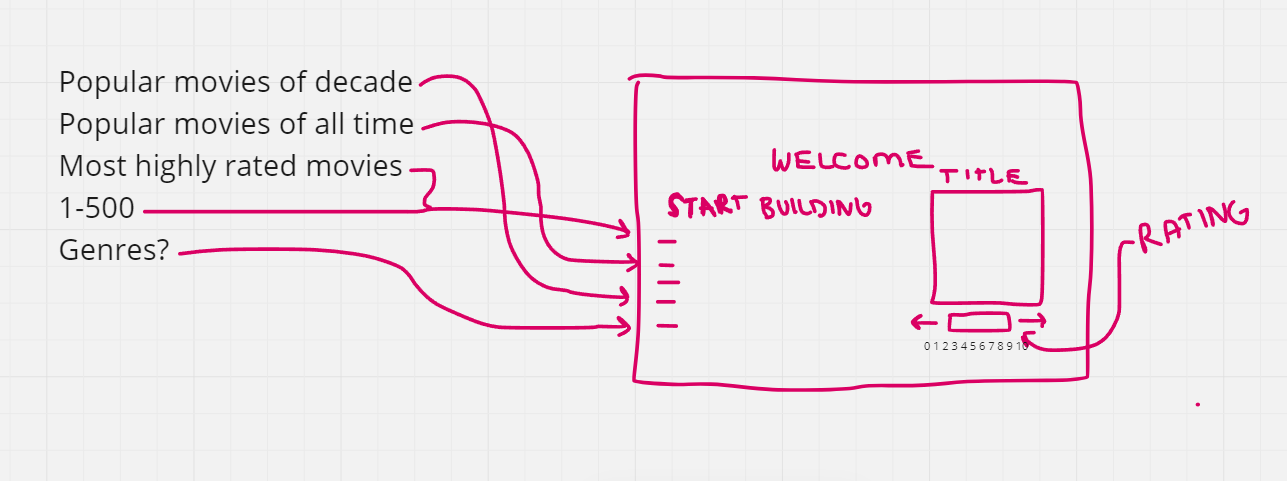 Popular movies of decade
Popular movies of all time
Most highly rated movies
1-500
Genres?
WELCOME
TITLE
START BUILDING
RATING
0 1 2 3 4 5 6 7 8 9 10